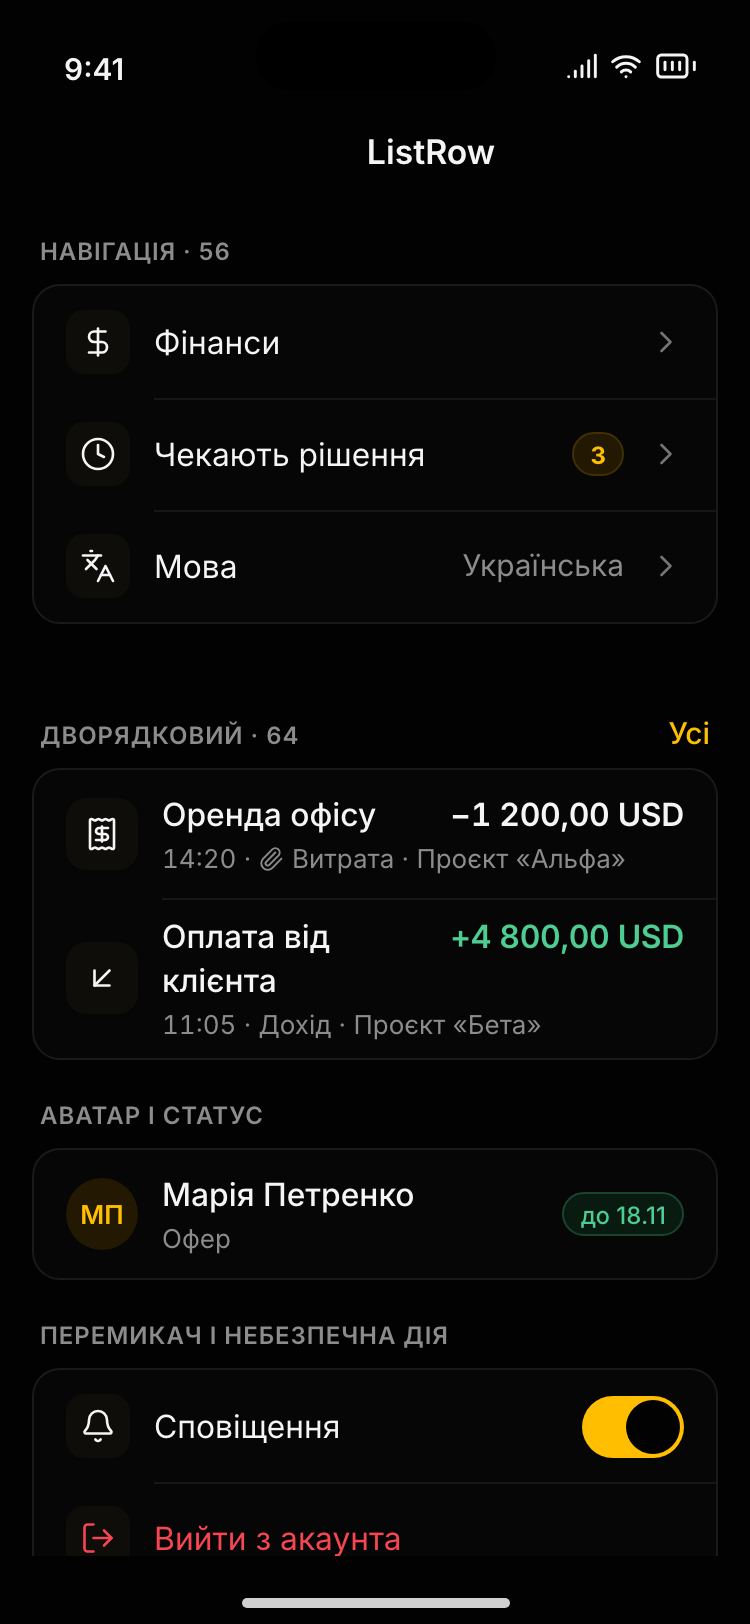 9:41
ListRow
НАВІГАЦІЯ · 56
Фінанси
Чекають рішення 3
Мова Українська
ДВОРЯДКОВИЙ · 64 Усі
Оренда офісу −1 200,00 USD
14:20 · Витрата · Проєкт «Альфа»
Оплата від +4 800,00 USD
клієнта
11:05 · Дохід · Проєкт «Бета»
АВАТАР І СТАТУС
МП Марія Петренко до 18.11
Офер
ПЕРЕМИКАЧ І НЕБЕЗПЕЧНА ДІЯ
Сповіщення
Вийти з акаунта